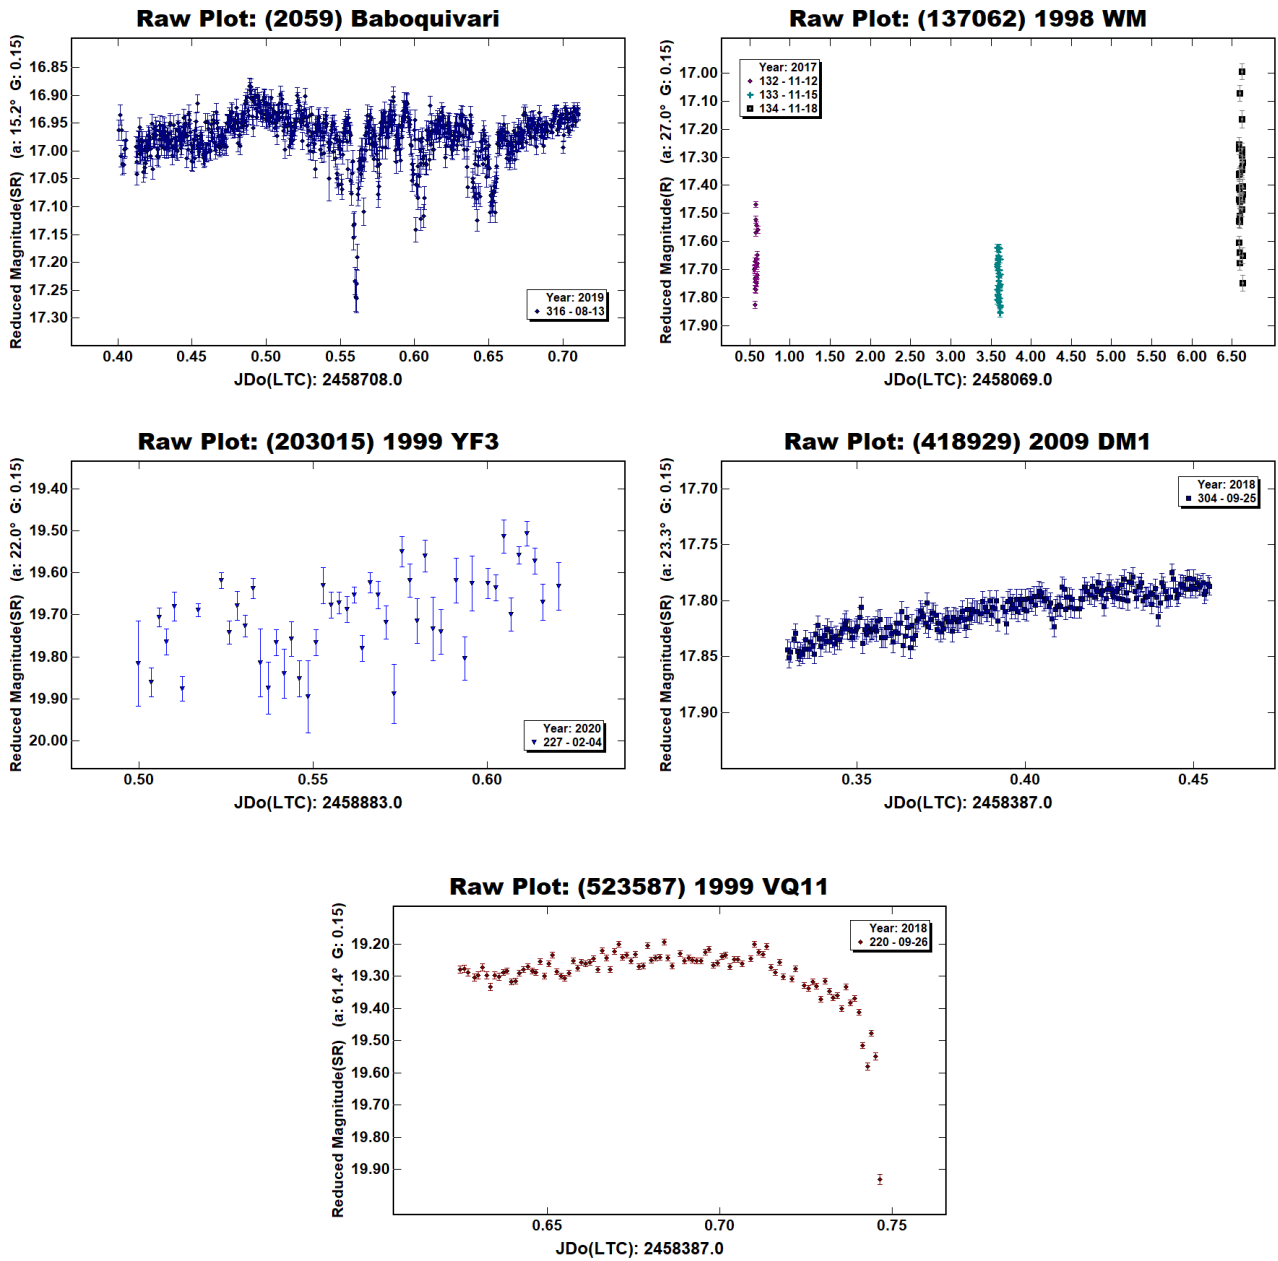 Raw Plot: (2059) Baboquivari
Reduced Magnitude(SR) (a: 15.2° G: 0.15)
16.85
16.90
16.95
17.00
17.05
17.10
17.15
17.20
17.25
17.30
Year: 2019
316 - 08-13
0.40 0.45 0.50 0.55 0.60 0.65 0.70
JDo(LTC): 2458708.0
Raw Plot: (137062) 1998 WM
Reduced Magnitude(R) (a: 27.0° G: 0.15)
17.00
17.10
17.20
17.30
17.40
17.50
17.60
17.70
17.80
17.90
Year: 2017
132 - 11-12
133 - 11-15
134 - 11-18
0.50 1.00 1.50 2.00 2.50 3.00 3.50 4.00 4.50 5.00 5.50 6.00 6.50
JDo(LTC): 2458069.0
Raw Plot: (203015) 1999 YF3
Reduced Magnitude(SR) (a: 22.0° G: 0.15)
19.40
19.50
19.60
19.70
19.80
19.90
20.00
Year: 2020
227 - 02-04
0.50 0.55 0.60
JDo(LTC): 2458883.0
Raw Plot: (418929) 2009 DM1
Reduced Magnitude(SR) (a: 23.3° G: 0.15)
17.70
17.75
17.80
17.85
17.90
Year: 2018
304 - 09-25
0.35 0.40 0.45
JDo(LTC): 2458387.0
Raw Plot: (523587) 1999 VQ11
Reduced Magnitude(SR) (a: 61.4° G: 0.15)
19.20
19.30
19.40
19.50
19.60
19.70
19.80
19.90
Year: 2018
220 - 09-26
0.65 0.70 0.75
JDo(LTC): 2458387.0